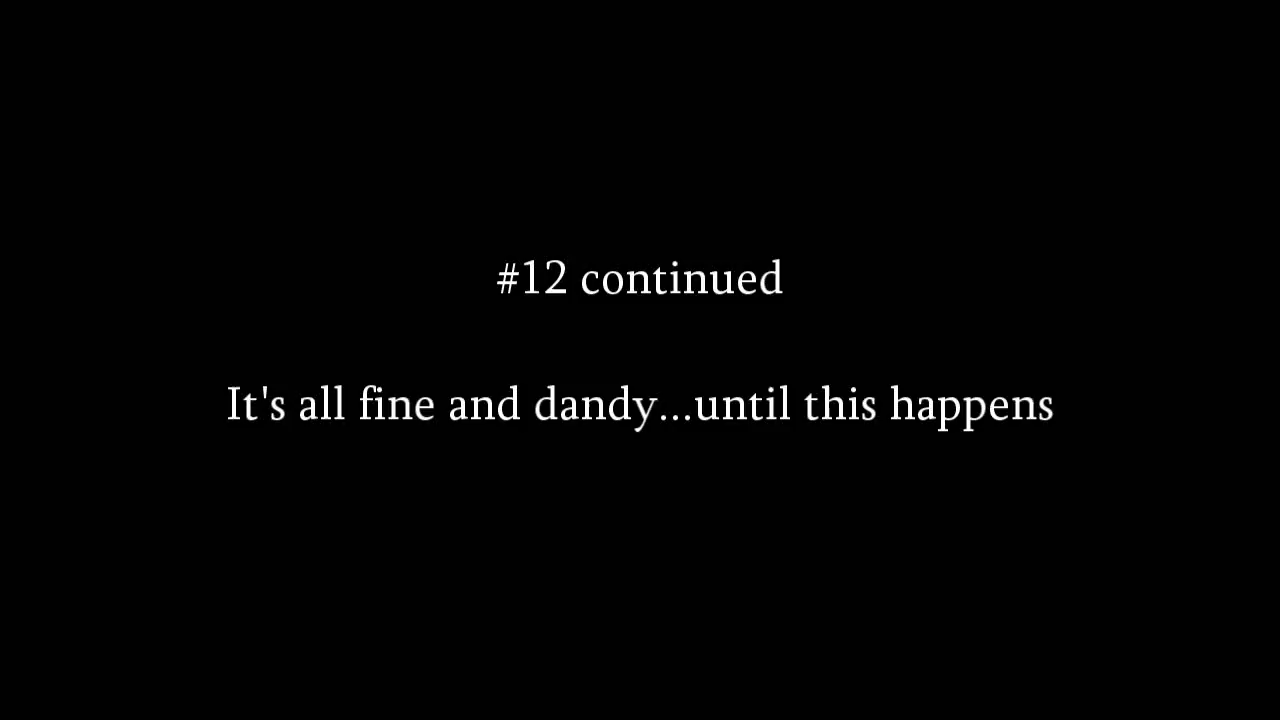 #12 continued
It's all fine and dandy...until this happens